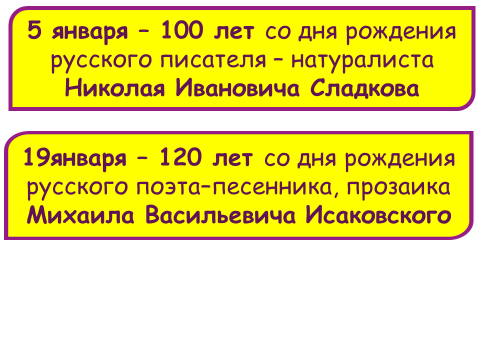 5 января – 100 лет со дня рождения
русского писателя – натуралиста
Николая Ивановича Сладкова
19января – 120 лет со дня рождения
русского поэта–песенника, прозаика
Михаила Васильевича Исаковского